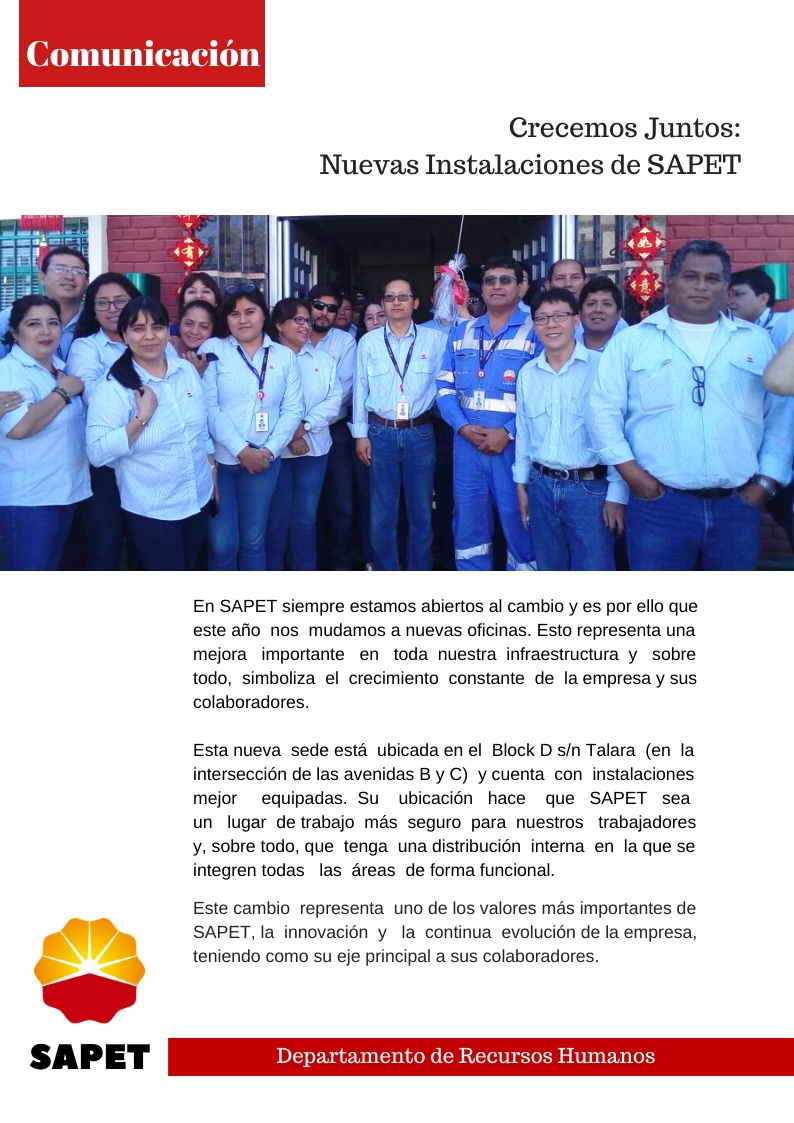 Comunicación
Crecemos Juntos:
Nuevas Instalaciones de SAPET
有
如
意
SAPET
En SAPET siempre estamos abiertos al cambio y es por ello que
este año nos mudamos a nuevas oficinas. Esto representa una
mejora importante en toda nuestra infraestructura y sobre
todo, simboliza el crecimiento constante de la empresa y sus
colaboradores.
Esta nueva sede está ubicada en el Block D s/n Talara (en la
intersección de las avenidas B y C) y cuenta con instalaciones
mejor equipadas. Su ubicación hace que SAPET sea
un lugar de trabajo más seguro para nuestros trabajadores
y, sobre todo, que tenga una distribución interna en la que se
integren todas las áreas de forma funcional.
Este cambio representa uno de los valores más importantes de
SAPET, la innovación y la continua evolución de la empresa,
teniendo como su eje principal a sus colaboradores.
SAPET
Departamento de Recursos Humanos